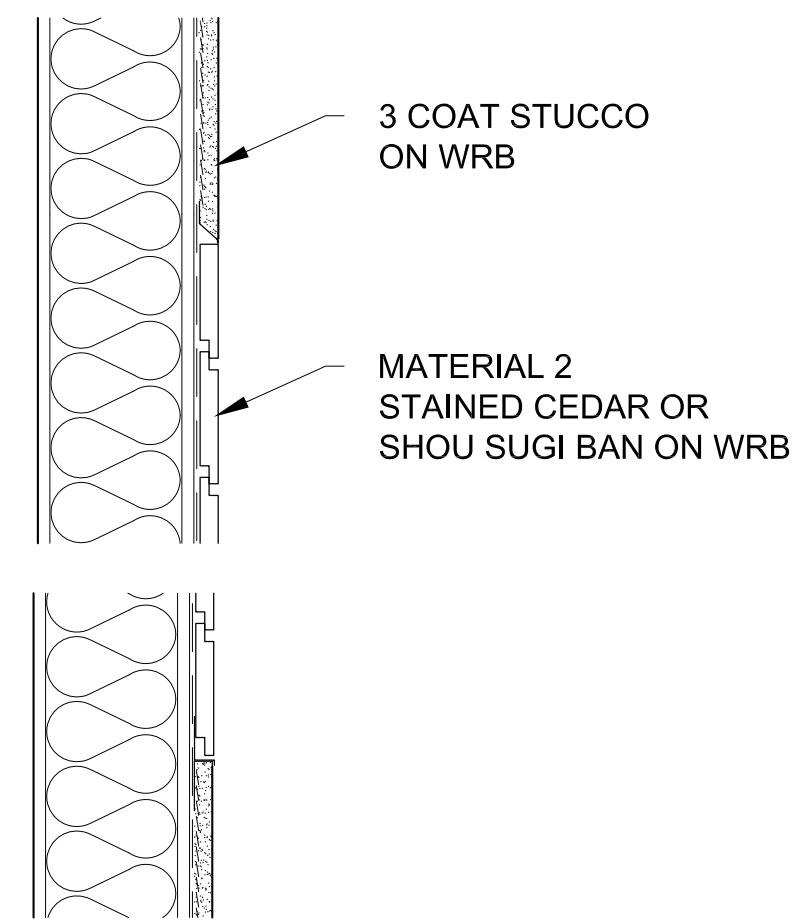 3 COAT STUCCO
ON WRB
MATERIAL 2
STAINED CEDAR OR
SHOU SUGI BAN ON WRB